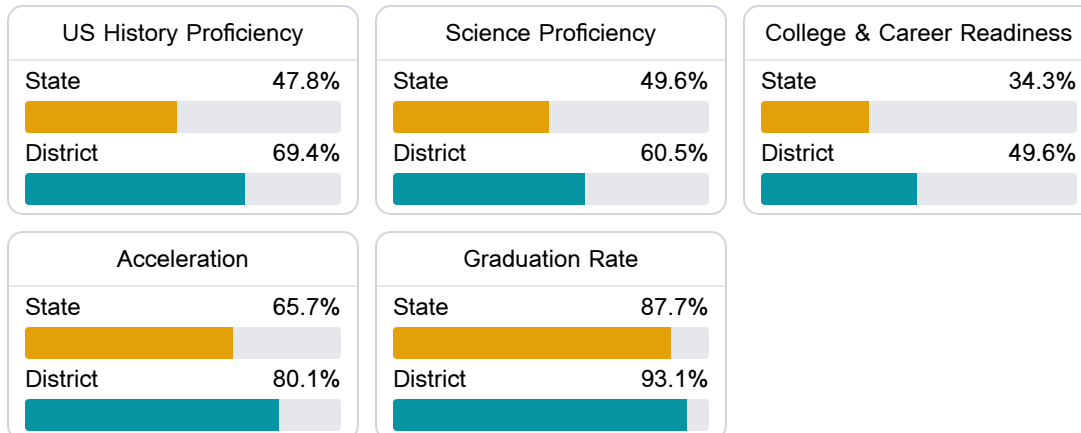 US History Proficiency
State 47.8%
District 69.4%
Science Proficiency
State 49.6%
District 60.5%
College & Career Readiness
State 34.3%
District 49.6%
Acceleration
State 65.7%
District 80.1%
Graduation Rate
State 87.7%
District 93.1%